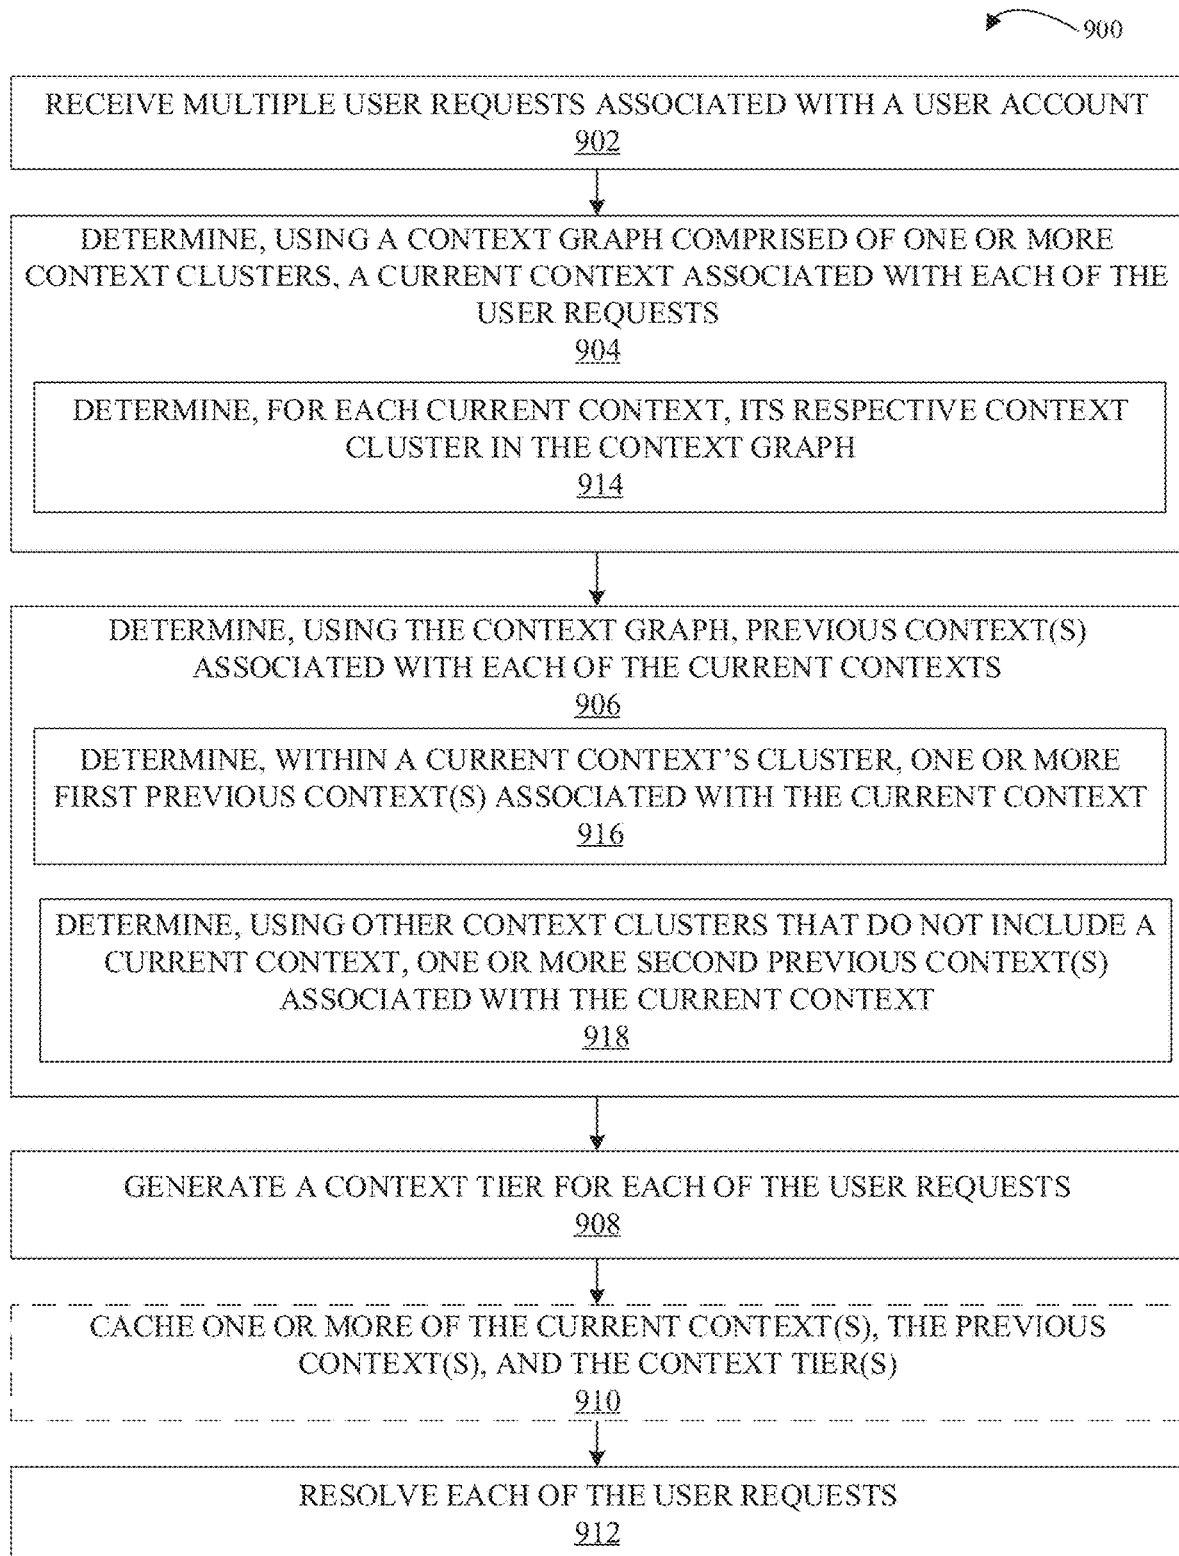 900
RECEIVE MULTIPLE USER REQUESTS ASSOCIATED WITH A USER ACCOUNT
902
DETERMINE, USING A CONTEXT GRAPH COMPRISED OF ONE OR MORE
CONTEXT CLUSTERS, A CURRENT CONTEXT ASSOCIATED WITH EACH OF THE
USER REQUESTS
904
DETERMINE, FOR EACH CURRENT CONTEXT, ITS RESPECTIVE CONTEXT
CLUSTER IN THE CONTEXT GRAPH
914
DETERMINE, USING THE CONTEXT GRAPH, PREVIOUS CONTEXT(S)
ASSOCIATED WITH EACH OF THE CURRENT CONTEXTS
906
DETERMINE, WITHIN A CURRENT CONTEXT'S CLUSTER, ONE OR MORE
FIRST PREVIOUS CONTEXT(S) ASSOCIATED WITH THE CURRENT CONTEXT
916
DETERMINE, USING OTHER CONTEXT CLUSTERS THAT DO NOT INCLUDE A
CURRENT CONTEXT, ONE OR MORE SECOND PREVIOUS CONTEXT(S)
ASSOCIATED WITH THE CURRENT CONTEXT
918
GENERATE A CONTEXT TIER FOR EACH OF THE USER REQUESTS
908
CACHE ONE OR MORE OF THE CURRENT CONTEXT(S), THE PREVIOUS
CONTEXT(S), AND THE CONTEXT TIER(S)
910
RESOLVE EACH OF THE USER REQUESTS
912